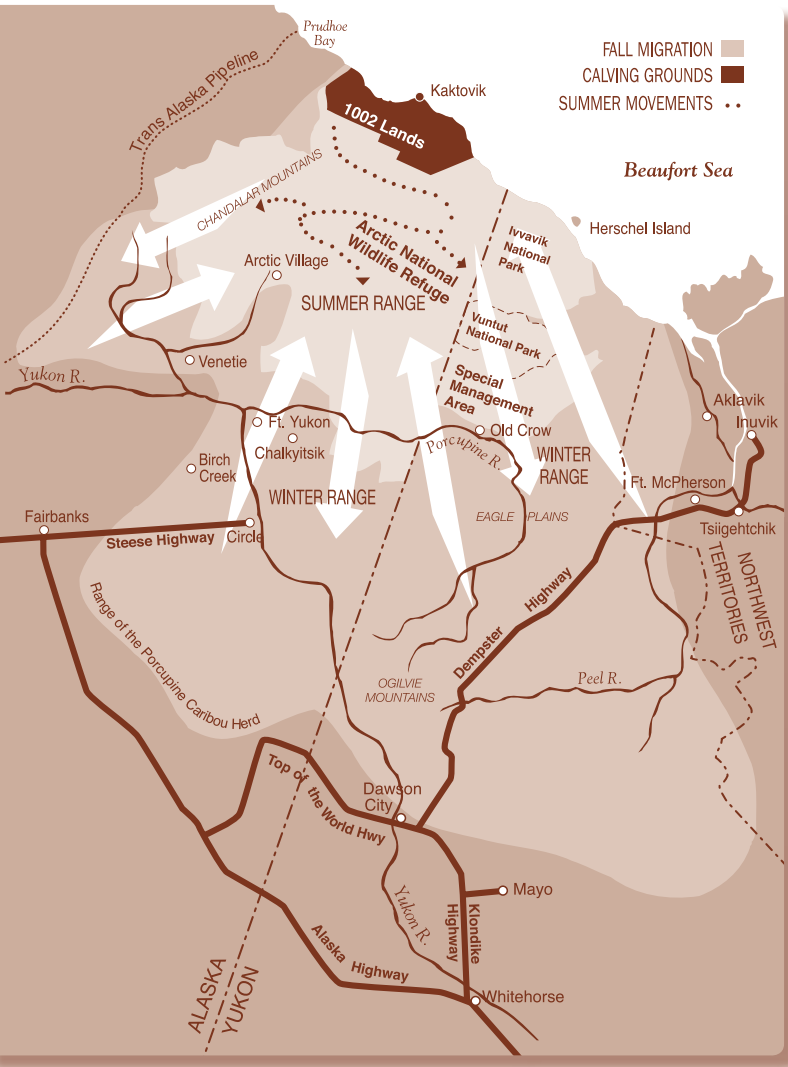 Prudhoe
Bay
FALL MIGRATION
CALVING GROUNDS
SUMMER MOVEMENTS
Trans Alaska Pipeline
Kaktovik
1002 Lands
Beaufort Sea
CHANDALAR MOUNTAINS
Herschel Island
Ivvavik
National
Park
Arctic National
Wildlife Refuge
Arctic Village
SUMMER RANGE
Vuntut
National Park
Venetie
Yukon R.
Special
Management
Area
Aklavik
Inuvik
Ft. Yukon
Chalkyitsik
Old Crow
Porcupine R.
Birch
Creek
WINTER
RANGE
WINTER RANGE
Ft. McPherson
EAGLE PLAINS
Fairbanks
Steese Highway
Circle
Tsiigehtchik
NORTHWEST
TERRITORIES
Dempster Highway
Range of the Porcupine Caribou Herd
OGILVIE
MOUNTAINS
Peel R.
Top of the World Hwy
Dawson
City
Mayo
Yukon R.
Klondike
Highway
Alaska Highway
ALASKA
YUKON
Whitehorse